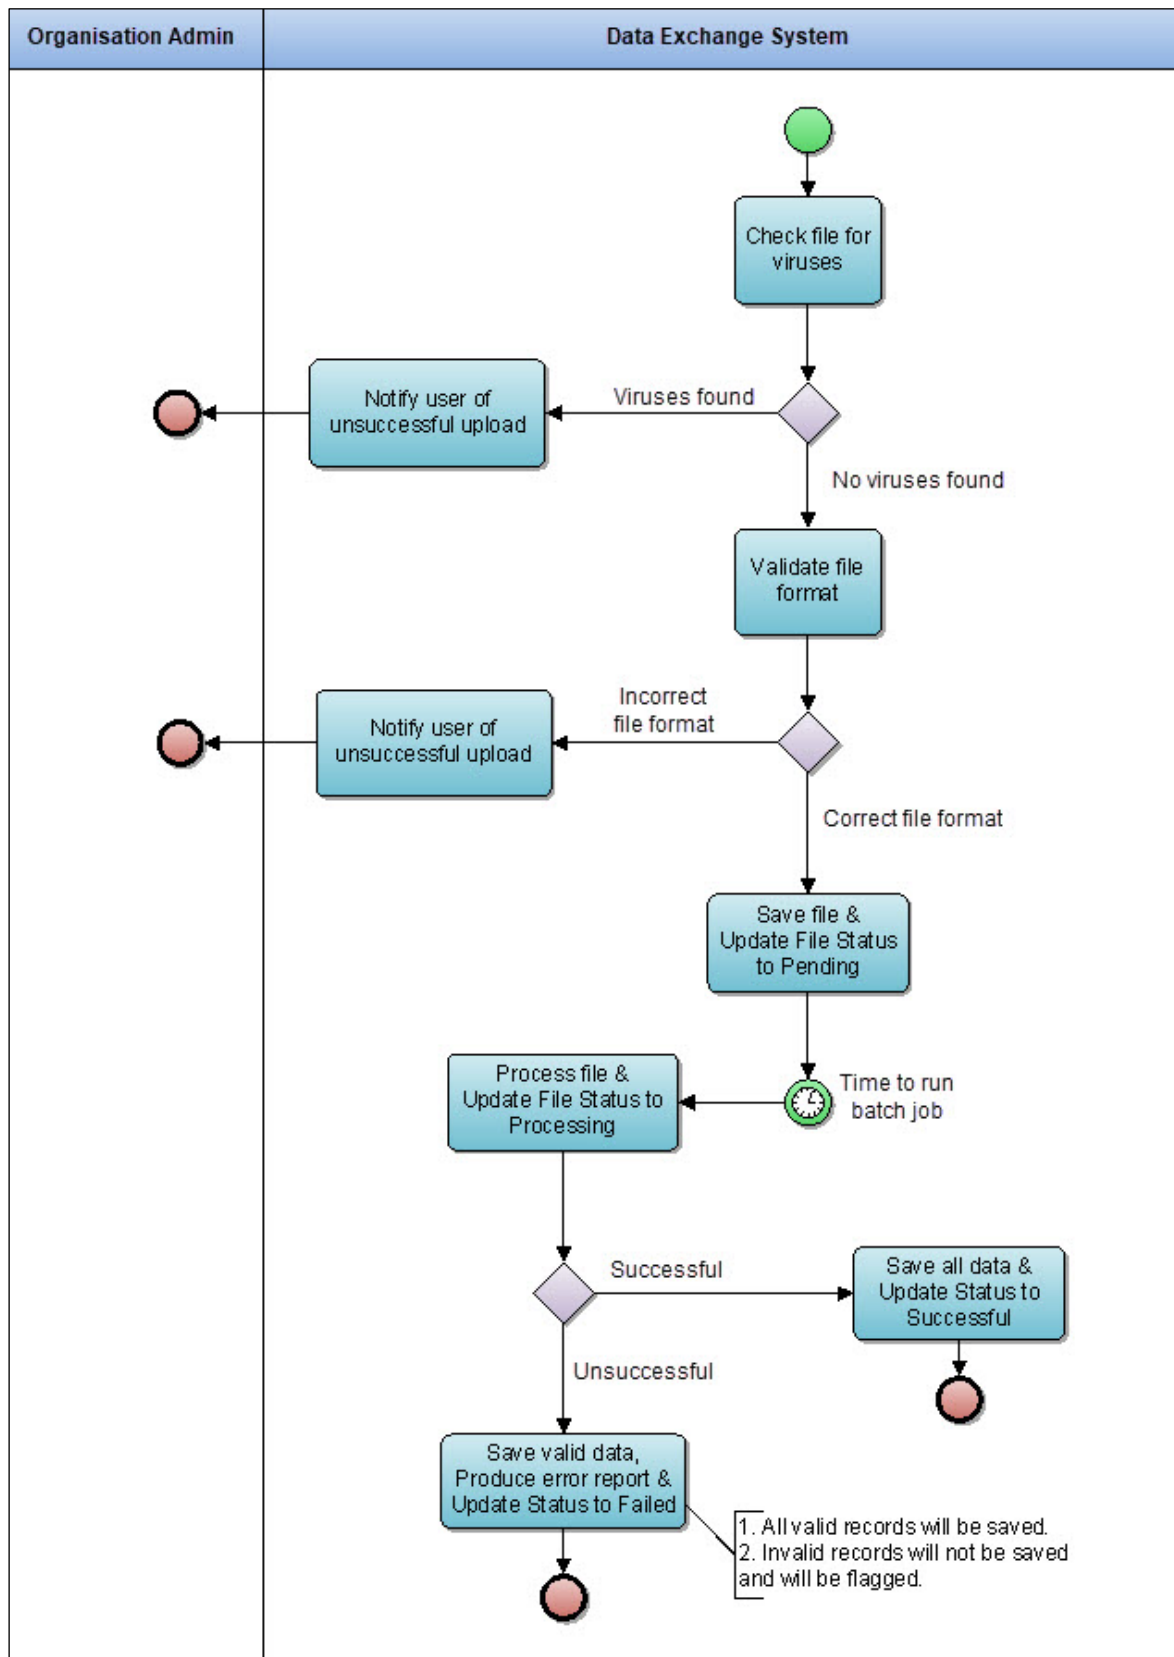 Organisation Admin
Data Exchange System
Check file for
viruses
Viruses found
Notify user of
unsuccessful upload
No viruses found
Validate file
format
Incorrect
file format
Notify user of
unsuccessful upload
Correct file format
Save file &
Update File Status
to Pending
Time to run
batch job
Process file &
Update File Status to
Processing
Successful
Save all data &
Update Status to
Successful
Unsuccessful
Save valid data,
Produce error report &
Update Status to Failed
1. All valid records will be saved.
2. Invalid records will not be saved
and will be flagged.